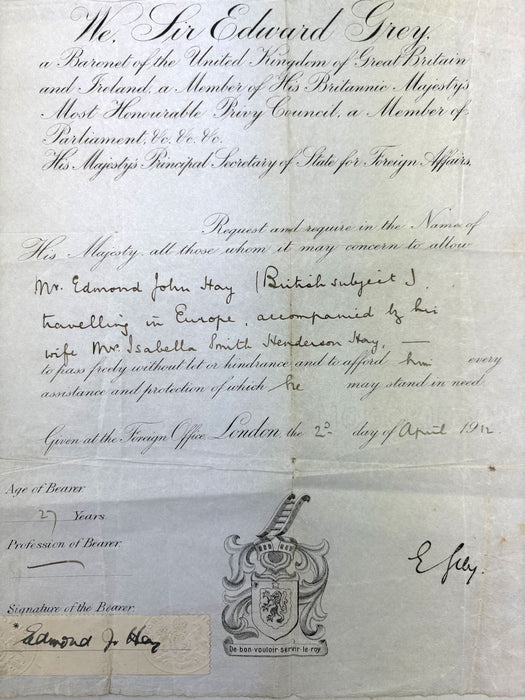 We, Sir Edward Grey,
a Baronet of the United Kingdom of Great Britain
and Ireland, a Member of His Britannic Majesty's
Most Honourable Privy Council, a Member of
Parliament, &c. &c. &c.
His Majesty's Principal Secretary of State for Foreign Affairs,
Request and require in the Name of
His Majesty, all those whom it may concern to allow
Mr. Edmond John Hay (British subject),
travelling in Europe, accompanied by his
wife Mrs. Isabella Smith Henderson Hay, —
to pass freely without let or hindrance and to afford him every
assistance and protection of which he may stand in need.
Given at the Foreign Office, London, the 2d day of April 1912
Age of Bearer
27 Years
Profession of Bearer.
—
E Grey.
Signature of the Bearer.
* Edmond J. Hay
De bon vouloir servir le roy